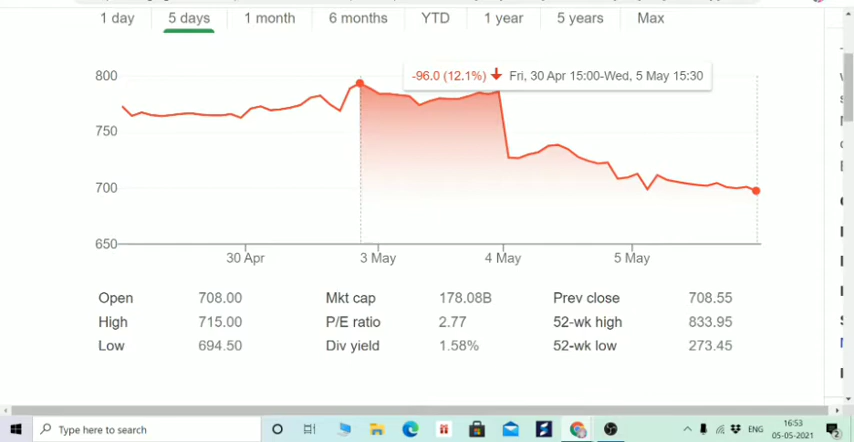 1 day 5 days 1 month 6 months YTD 1 year 5 years Max
-96.0 (12.1%) Fri, 30 Apr 15:00-Wed, 5 May 15:30
800
750
700
650
30 Apr 3 May 4 May 5 May
Open 708.00 Mkt cap 178.08B Prev close 708.55
High 715.00 P/E ratio 2.77 52-wk high 833.95
Low 694.50 Div yield 1.58% 52-wk low 273.45
Type here to search
ENG
16:53
05-05-2021
2